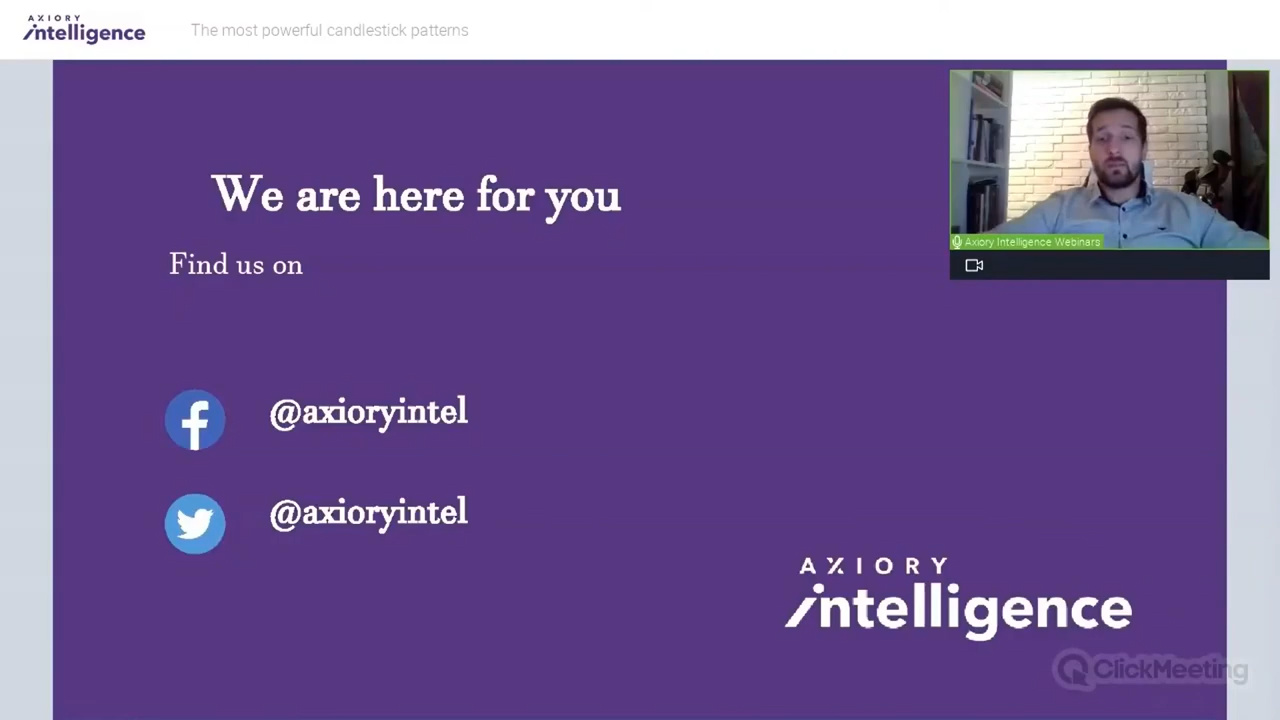 AXIORY
intelligence
The most powerful candlestick patterns
Axiory Intelligence Webinars
We are here for you
Find us on
@axioryintel
@axioryintel
AXIORY
intelligence
ClickMeeting